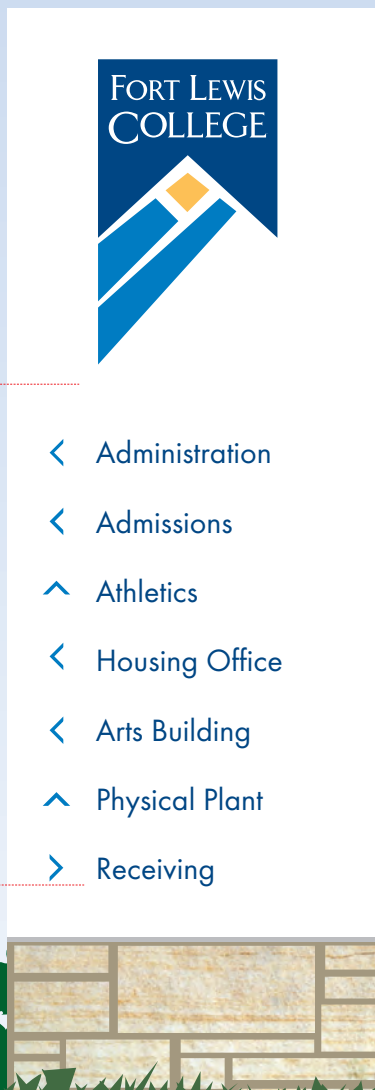 FORT LEWIS
COLLEGE
Administration
Admissions
Athletics
Housing Office
Arts Building
Physical Plant
Receiving